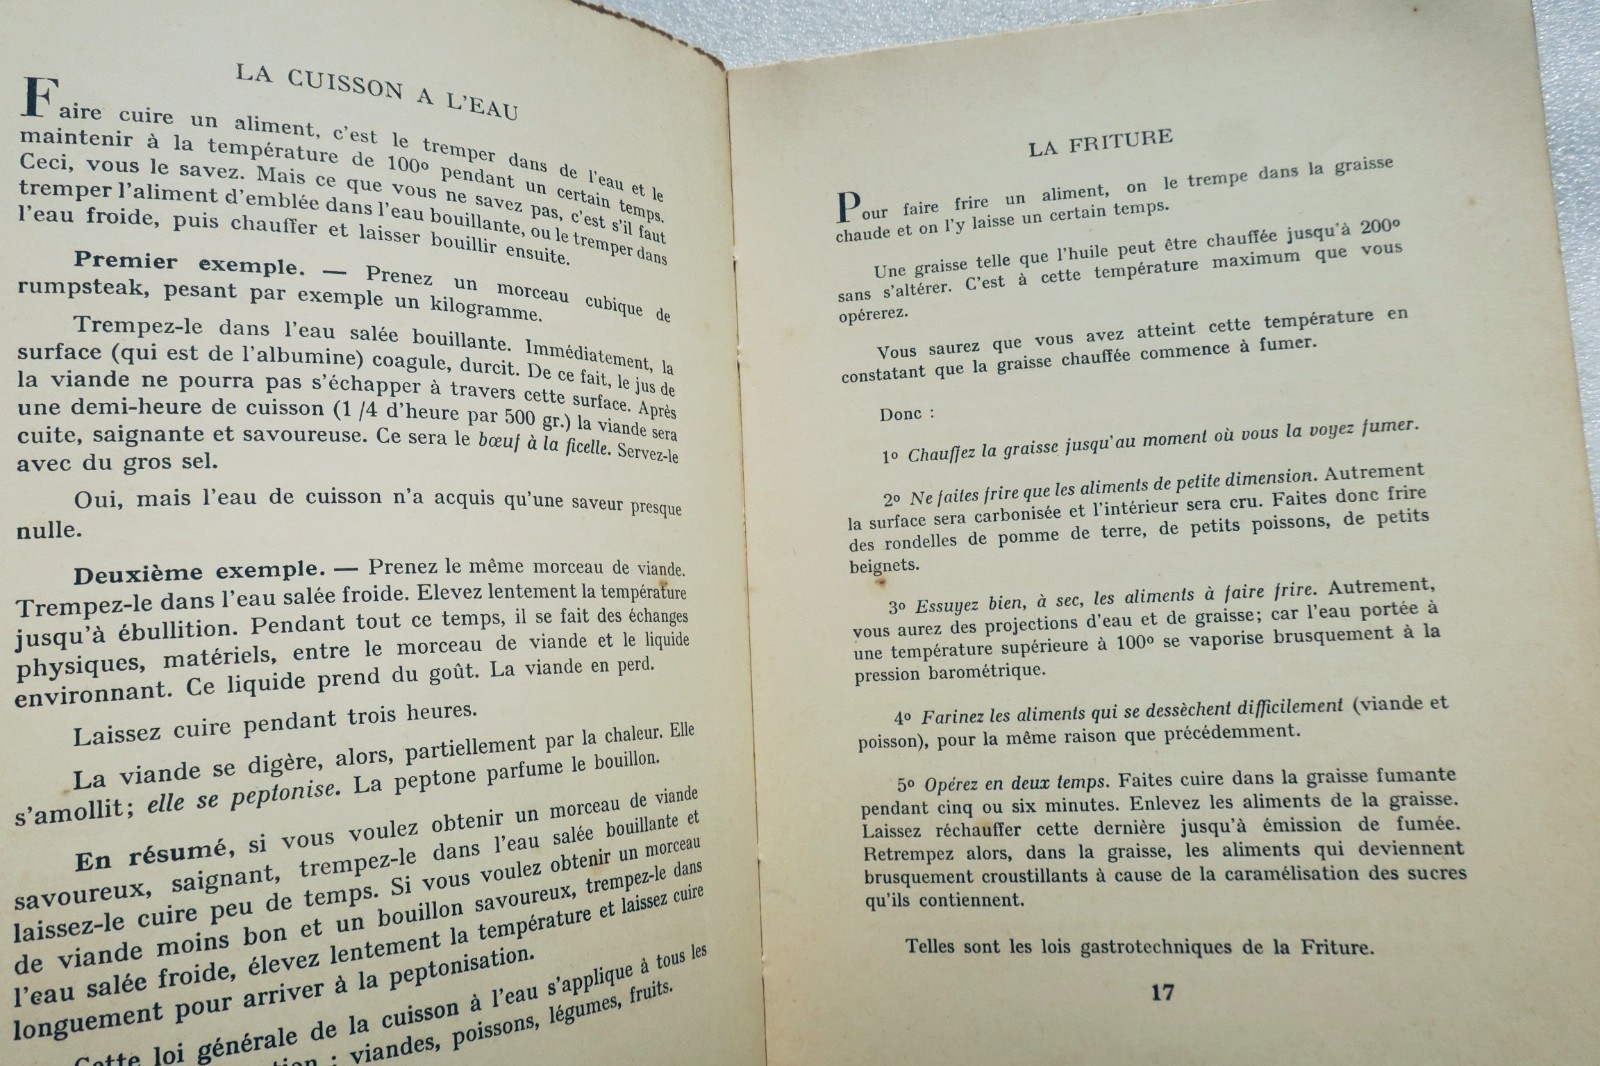 LA CUISSON A L'EAU
Faire cuire un aliment, c'est le tremper dans de l'eau et le
maintenir à la température de 100º pendant un certain temps.
Ceci, vous le savez. Mais ce que vous ne savez pas, c'est s'il faut
tremper l'aliment d'emblée dans l'eau bouillante, ou le tremper dans
l'eau froide, puis chauffer et laisser bouillir ensuite.
Premier exemple. — Prenez un morceau cubique de
rumpsteak, pesant par exemple un kilogramme.
Trempez-le dans l'eau salée bouillante. Immédiatement, la
surface (qui est de l'albumine) coagule, durcit. De ce fait, le jus de
la viande ne pourra pas s'échapper à travers cette surface. Après
une demi-heure de cuisson (1 /4 d'heure par 500 gr.) la viande sera
cuite, saignante et savoureuse. Ce sera le bœuf à la ficelle. Servez-le
avec du gros sel.
Oui, mais l'eau de cuisson n'a acquis qu'une saveur presque
nulle.
Deuxième exemple. — Prenez le même morceau de viande.
Trempez-le dans l'eau salée froide. Elevez lentement la température
jusqu'à ébullition. Pendant tout ce temps, il se fait des échanges
physiques, matériels, entre le morceau de viande et le liquide
environnant. Ce liquide prend du goût. La viande en perd.
Laissez cuire pendant trois heures.
La viande se digère, alors, partiellement par la chaleur. Elle
s'amollit; elle se peptonise. La peptone parfume le bouillon.
En résumé, si vous voulez obtenir un morceau de viande
savoureux, saignant, trempez-le dans l'eau salée bouillante et
laissez-le cuire peu de temps. Si vous voulez obtenir un morceau
de viande moins bon et un bouillon savoureux, trempez-le dans
l'eau salée froide, élevez lentement la température et laissez cuire
longuement pour arriver à la peptonisation.
Cette loi générale de la cuisson à l'eau s'applique à tous les
: viandes, poissons, légumes, fruits.
LA FRITURE
Pour faire frire un aliment, on le trempe dans la graisse
chaude et on l'y laisse un certain temps.
Une graisse telle que l'huile peut être chauffée jusqu'à 200º
sans s'altérer. C'est à cette température maximum que vous
opérerez.
Vous saurez que vous avez atteint cette température en
constatant que la graisse chauffée commence à fumer.
Donc :
1º Chauffez la graisse jusqu'au moment où vous la voyez fumer.
2º Ne faites frire que les aliments de petite dimension. Autrement
la surface sera carbonisée et l'intérieur sera cru. Faites donc frire
des rondelles de pomme de terre, de petits poissons, de petits
beignets.
3º Essuyez bien, à sec, les aliments à faire frire. Autrement,
vous aurez des projections d'eau et de graisse; car l'eau portée à
une température supérieure à 100º se vaporise brusquement à la
pression barométrique.
4º Farinez les aliments qui se dessèchent difficilement (viande et
poisson), pour la même raison que précédemment.
5º Opérez en deux temps. Faites cuire dans la graisse fumante
pendant cinq ou six minutes. Enlevez les aliments de la graisse.
Laissez réchauffer cette dernière jusqu'à émission de fumée.
Retrempez alors, dans la graisse, les aliments qui deviennent
brusquement croustillants à cause de la caramélisation des sucres
qu'ils contiennent.
Telles sont les lois gastrotechniques de la Friture.
17